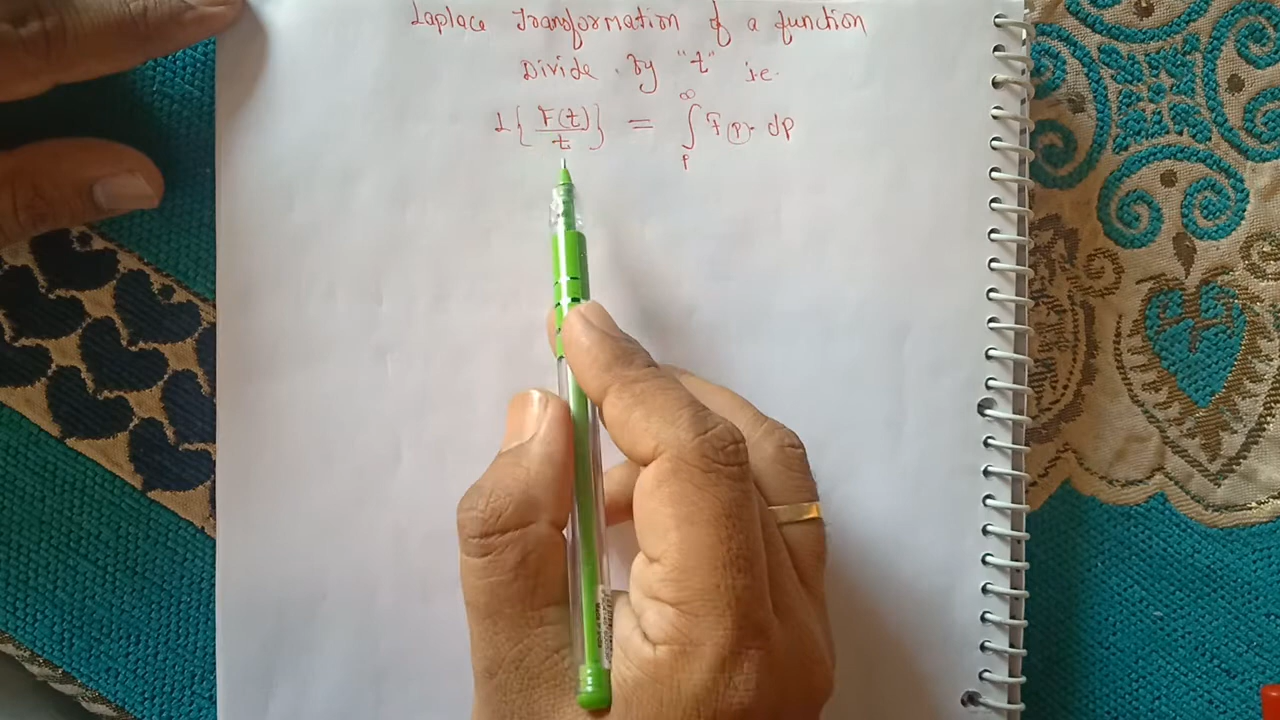 Laplace Transformation of a function
Divide by "t" i.e.
L{F(t)/t} = ∫_p^∞ F(p). dp